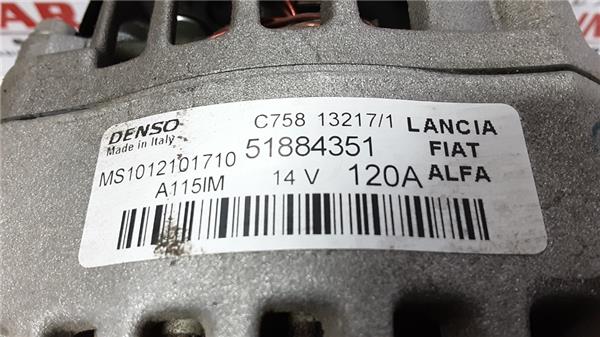 DENSO C758 13217/1 LANCIA
Made in Italy
MS1012101710 51884351 FIAT
A115IM 14 V 120A ALFA